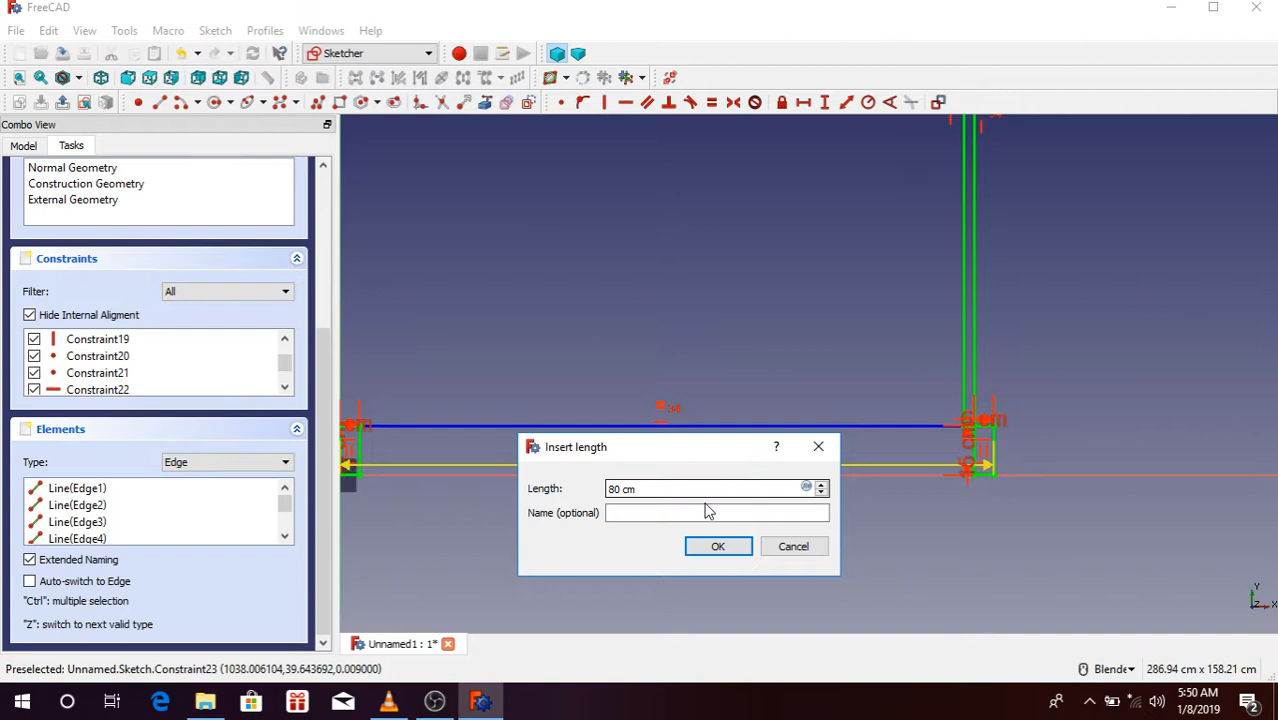 FreeCAD
File Edit View Tools Macro Sketch Profiles Windows Help
Sketcher
Combo View
Model Tasks
Normal Geometry
Construction Geometry
External Geometry
Constraints
Filter: All
Hide Internal Aligment
Constraint19
Constraint20
Constraint21
Constraint22
Elements
Type: Edge
Line(Edge1)
Line(Edge2)
Line(Edge3)
Line(Edge4)
Extended Naming
Auto-switch to Edge
"Ctrl": multiple selection
"Z": switch to next valid type
Insert length
?
Length: 80 cm
Name (optional)
OK Cancel
Y
Z X
Unnamed1 : 1*
Preselected: Unnamed.Sketch.Constraint23 (1038.006104,39.643692,0.009000)
Blende
286.94 cm x 158.21 cm
5:50 AM
1/8/2019
2